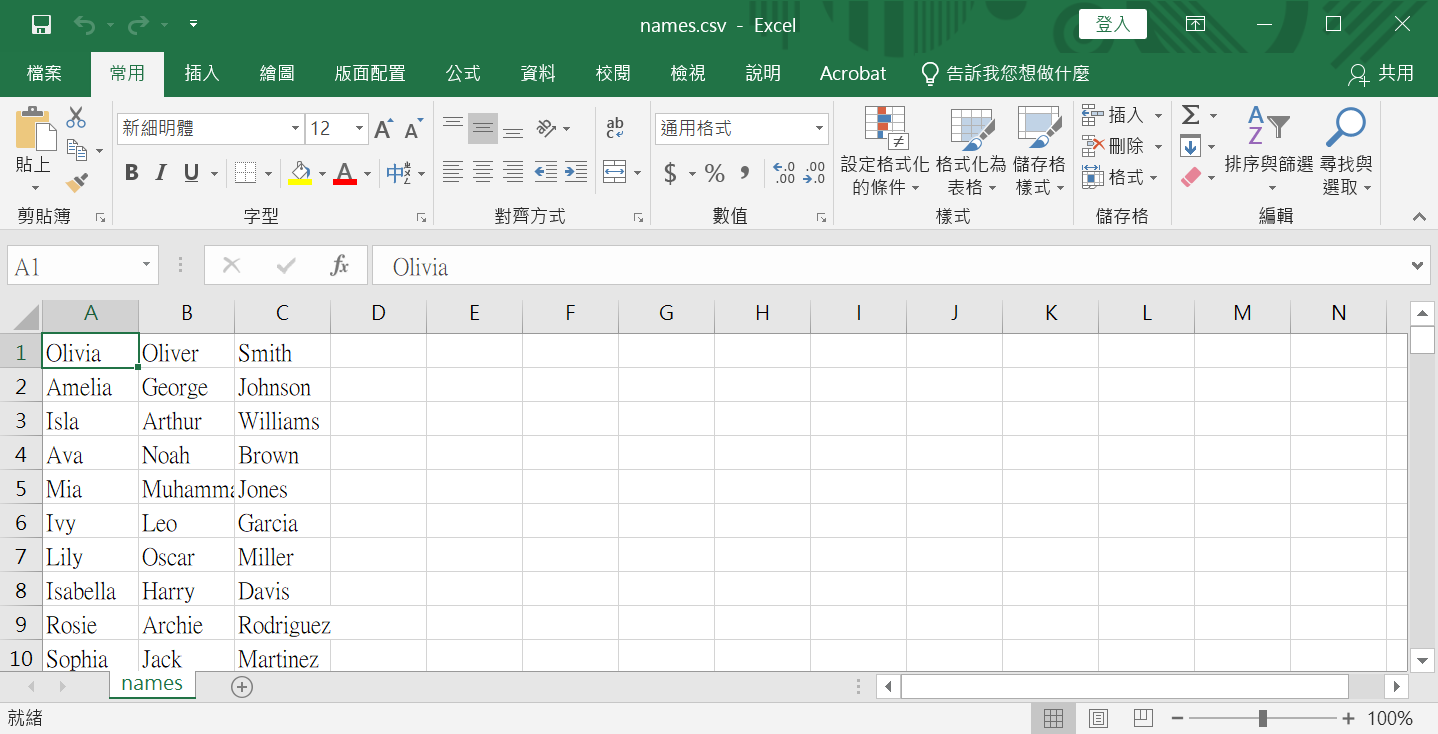 names.csv - Excel
登入
檔案 常用 插入 繪圖 版面配置 公式 資料 校閱 檢視 說明 Acrobat 告訴我您想做什麼 共用
貼上
剪貼簿
新細明體 12
B I U A 中
字型
ab
c
對齊方式
通用格式
$ % , .0 .00 .00 .0
數值
設定格式化
的條件
格式化為
表格
儲存格
樣式
樣式
插入
刪除
格式
儲存格
Σ
A
Z
排序與篩選
尋找與
選取
編輯
A1 fx Olivia
A B C D E F G H I J K L M N
1 Olivia Oliver Smith
2 Amelia George Johnson
3 Isla Arthur Williams
4 Ava Noah Brown
5 Mia Muhamma Jones
6 Ivy Leo Garcia
7 Lily Oscar Miller
8 Isabella Harry Davis
9 Rosie Archie Rodriguez
10 Sophia Jack Martinez
names
就緒 100%